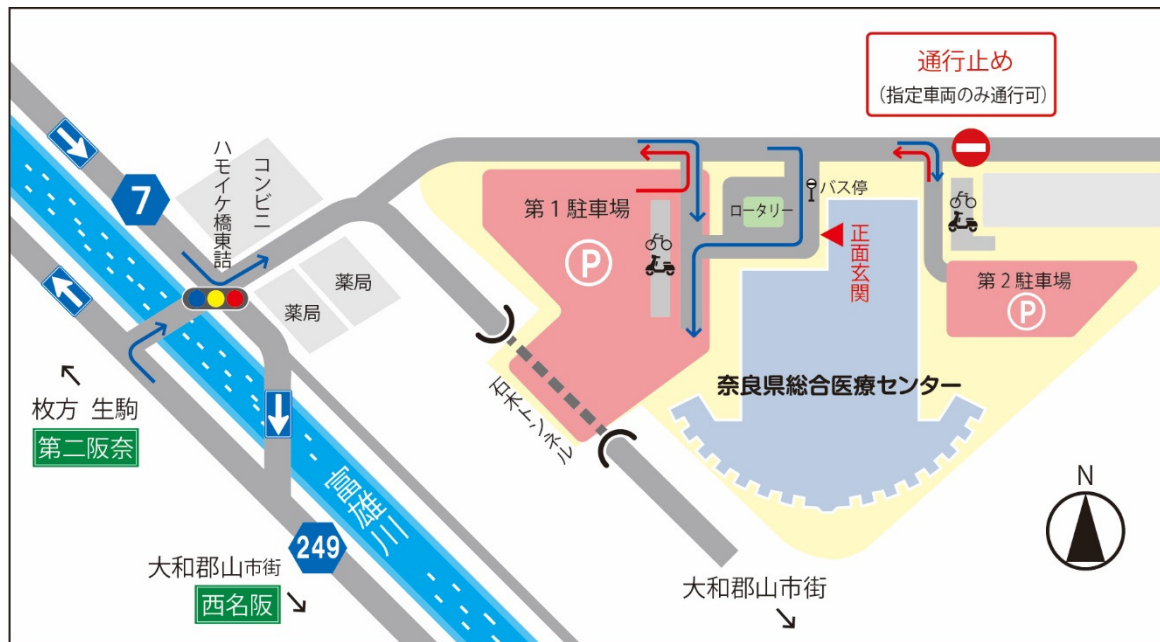 通行止め
(指定車両のみ通行可)
7
ハモイケ橋東詰
コンビニ
薬局
薬局
第1駐車場
P
ロータリー
バス停
正面玄関
第2駐車場
P
奈良県総合医療センター
石木トンネル
枚方 生駒
第二阪奈
富雄川
249
大和郡山市街
西名阪
大和郡山市街
N